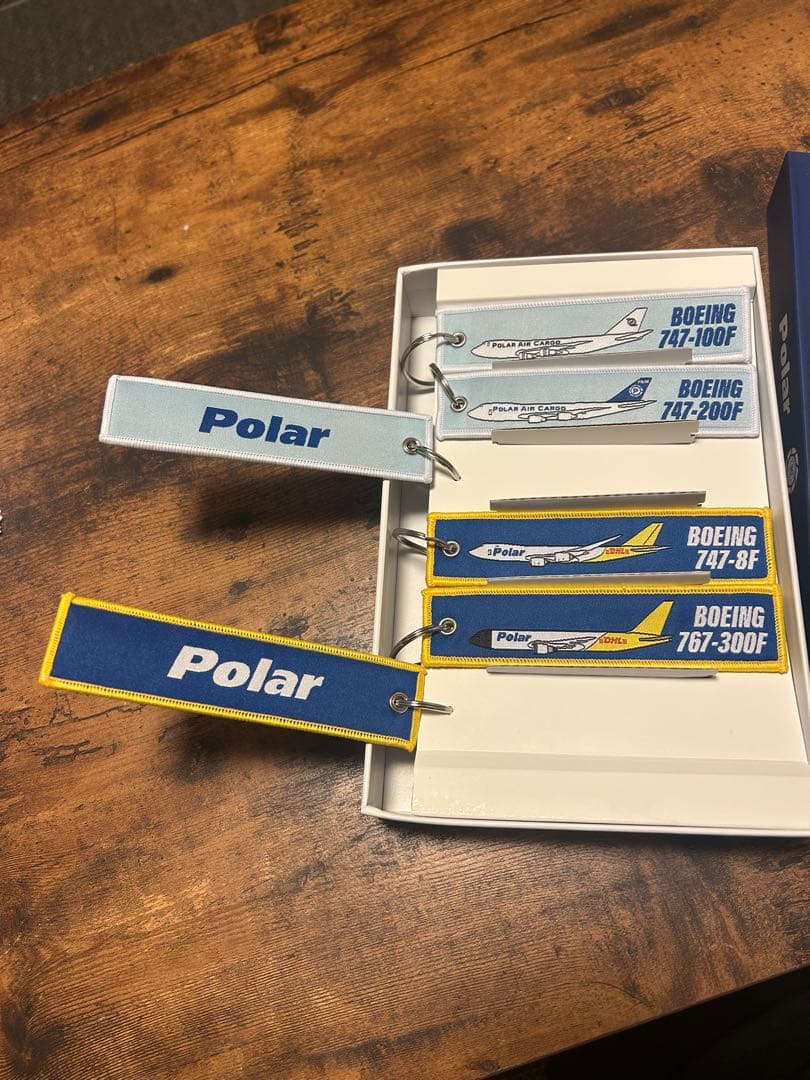 POLAR AIR CARGO
BOEING
747-100F
POLAR AIR CARGO
BOEING
747-200F
Polar
Polar
DHL
BOEING
747-8F
Polar
DHL
BOEING
767-300F
Polar
Polar